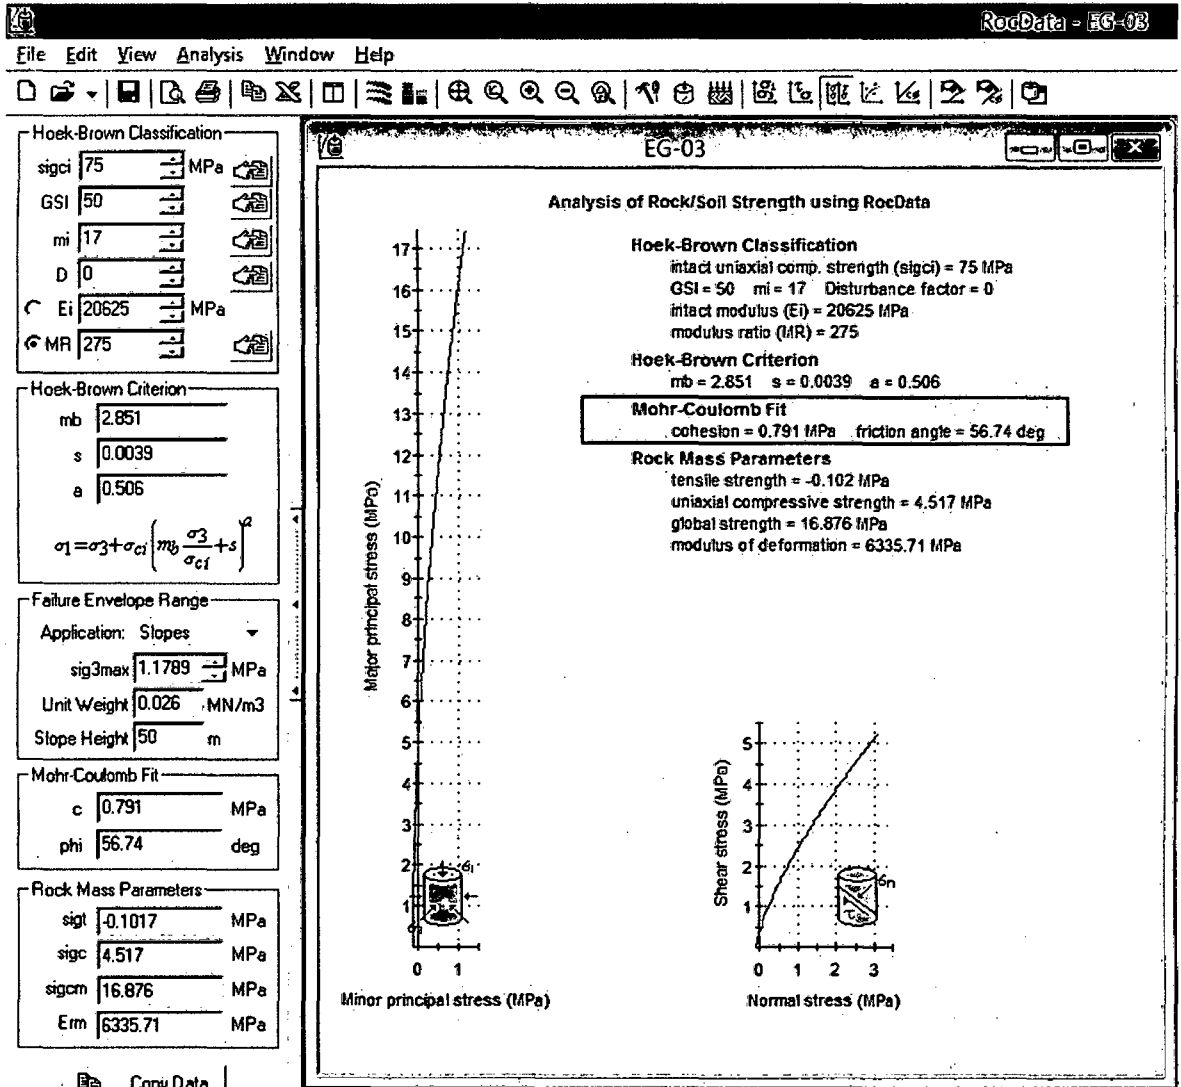 RocData - EG-03
File Edit View Analysis Window Help
Hoek-Brown Classification
sigci 75 MPa
GSI 50
mi 17
D 0
Ei 20625 MPa
MR 275
Hoek-Brown Criterion
mb 2.851
s 0.0039
a 0.506
σ1=σ3+σci(mb σ3/σci+s)^a
Failure Envelope Range
Application: Slopes
sig3max 1.1789 MPa
Unit Weight 0.026 MN/m3
Slope Height 50 m
Mohr-Coulomb Fit
c 0.791 MPa
phi 56.74 deg
Rock Mass Parameters
sigt -0.1017 MPa
sigc 4.517 MPa
sigcm 16.876 MPa
Erm 6335.71 MPa
Copy Data
EG-03
Analysis of Rock/Soil Strength using RocData
Hoek-Brown Classification
intact uniaxial comp. strength (sigci) = 75 MPa
GSI = 50 mi = 17 Disturbance factor = 0
intact modulus (Ei) = 20625 MPa
modulus ratio (MR) = 275
Hoek-Brown Criterion
mb = 2.851 s = 0.0039 a = 0.506
Mohr-Coulomb Fit
cohesion = 0.791 MPa friction angle = 56.74 deg
Rock Mass Parameters
tensile strength = -0.102 MPa
uniaxial compressive strength = 4.517 MPa
global strength = 16.876 MPa
modulus of deformation = 6335.71 MPa
Major principal stress (MPa)
17
16
15
14
13
12
11
10
9
8
7
6
5
4
3
2
1
0 1
Minor principal stress (MPa)
σ1
Shear stress (MPa)
5
4
3
2
1
0 1 2 3
Normal stress (MPa)
σn